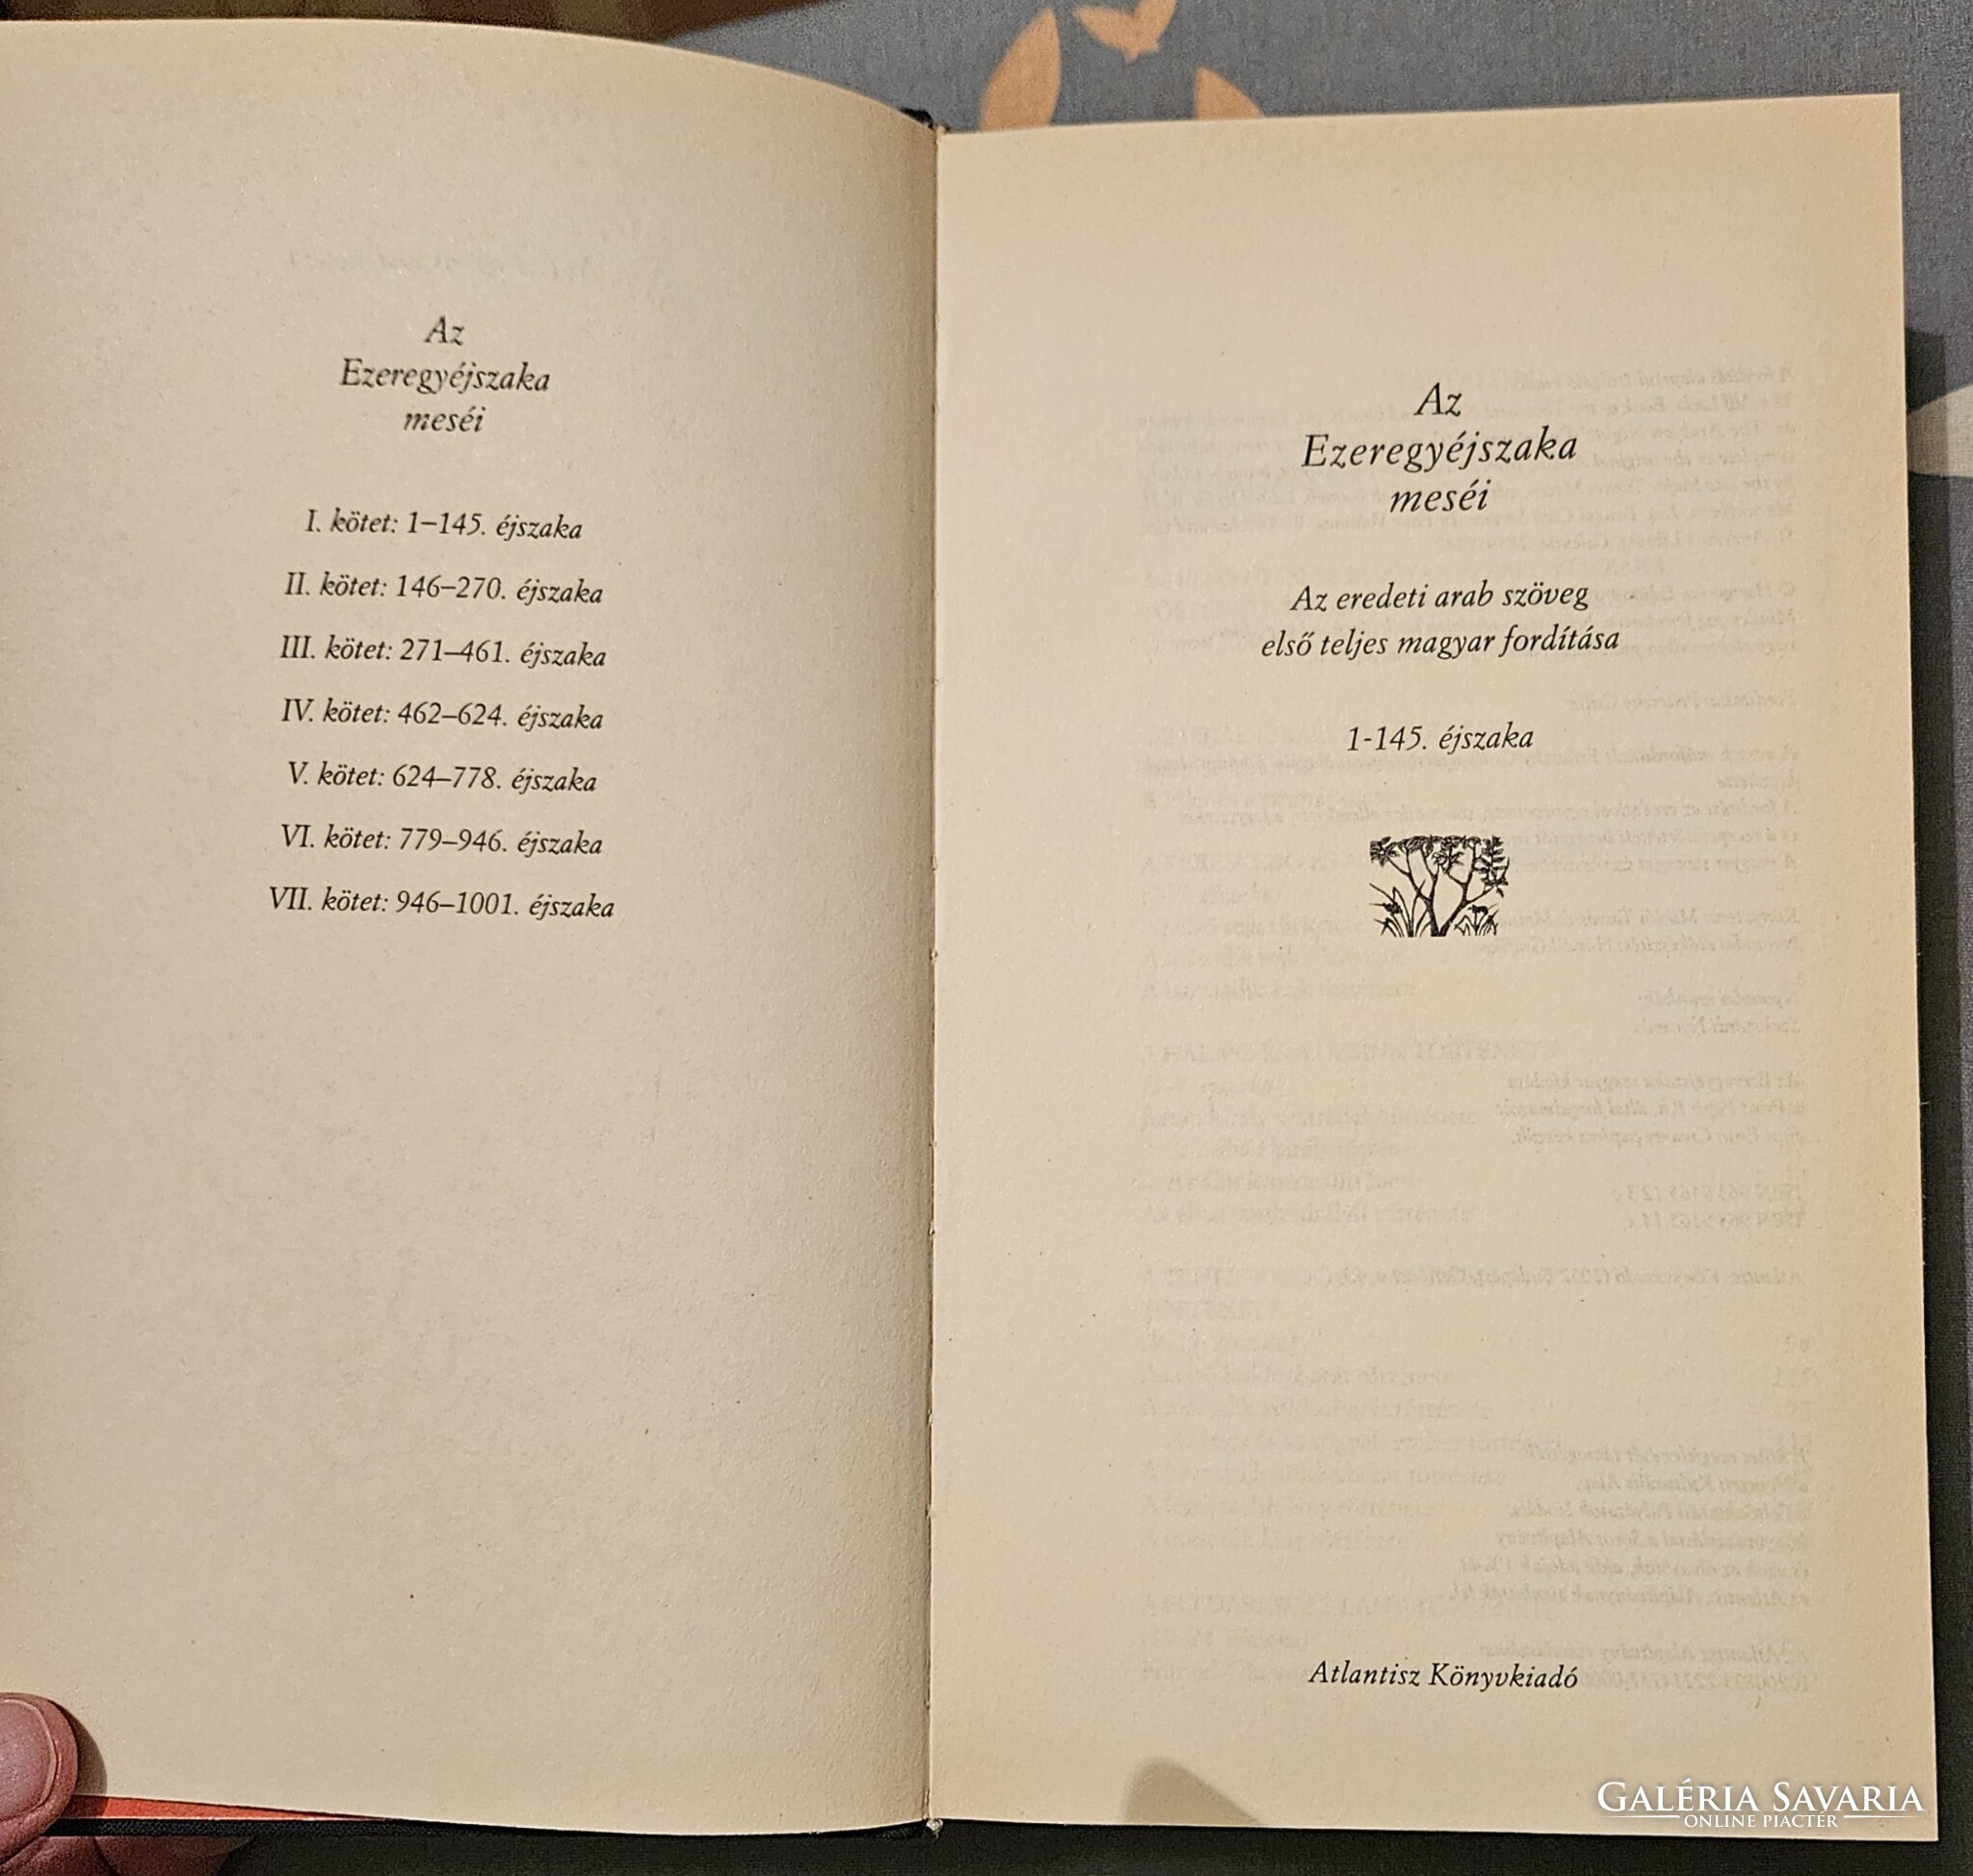 Az
Ezeregyéjszaka
meséi
I. kötet: 1–145. éjszaka
II. kötet: 146–270. éjszaka
III. kötet: 271–461. éjszaka
IV. kötet: 462–624. éjszaka
V. kötet: 624–778. éjszaka
VI. kötet: 779–946. éjszaka
VII. kötet: 946–1001. éjszaka
Az
Ezeregyéjszaka
meséi
Az eredeti arab szöveg
első teljes magyar fordítása
1-145. éjszaka
Atlantisz Könyvkiadó
GALÉRIA SAVARIA
ONLINE PIACTÉR